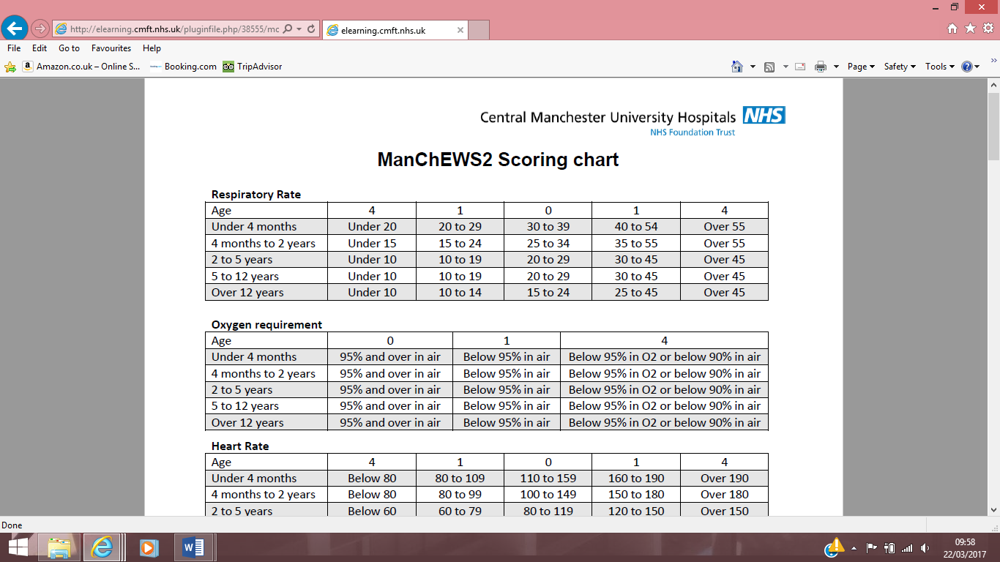 http://elearning.cmft.nhs.uk/pluginfile.php/38555/mc
elearning.cmft.nhs.uk
File Edit Go to Favourites Help
Amazon.co.uk – Online S... Booking.com TripAdvisor Page Safety Tools
Central Manchester University Hospitals NHS
NHS Foundation Trust
ManChEWS2 Scoring chart
Respiratory Rate
Age 4 1 0 1 4
Under 4 months Under 20 20 to 29 30 to 39 40 to 54 Over 55
4 months to 2 years Under 15 15 to 24 25 to 34 35 to 55 Over 55
2 to 5 years Under 10 10 to 19 20 to 29 30 to 45 Over 45
5 to 12 years Under 10 10 to 19 20 to 29 30 to 45 Over 45
Over 12 years Under 10 10 to 14 15 to 24 25 to 45 Over 45
Oxygen requirement
Age 0 1 4
Under 4 months 95% and over in air Below 95% in air Below 95% in O2 or below 90% in air
4 months to 2 years 95% and over in air Below 95% in air Below 95% in O2 or below 90% in air
2 to 5 years 95% and over in air Below 95% in air Below 95% in O2 or below 90% in air
5 to 12 years 95% and over in air Below 95% in air Below 95% in O2 or below 90% in air
Over 12 years 95% and over in air Below 95% in air Below 95% in O2 or below 90% in air
Heart Rate
Age 4 1 0 1 4
Under 4 months Below 80 80 to 109 110 to 159 160 to 190 Over 190
4 months to 2 years Below 80 80 to 99 100 to 149 150 to 180 Over 180
2 to 5 years Below 60 60 to 79 80 to 119 120 to 150 Over 150
Done
09:58
22/03/2017